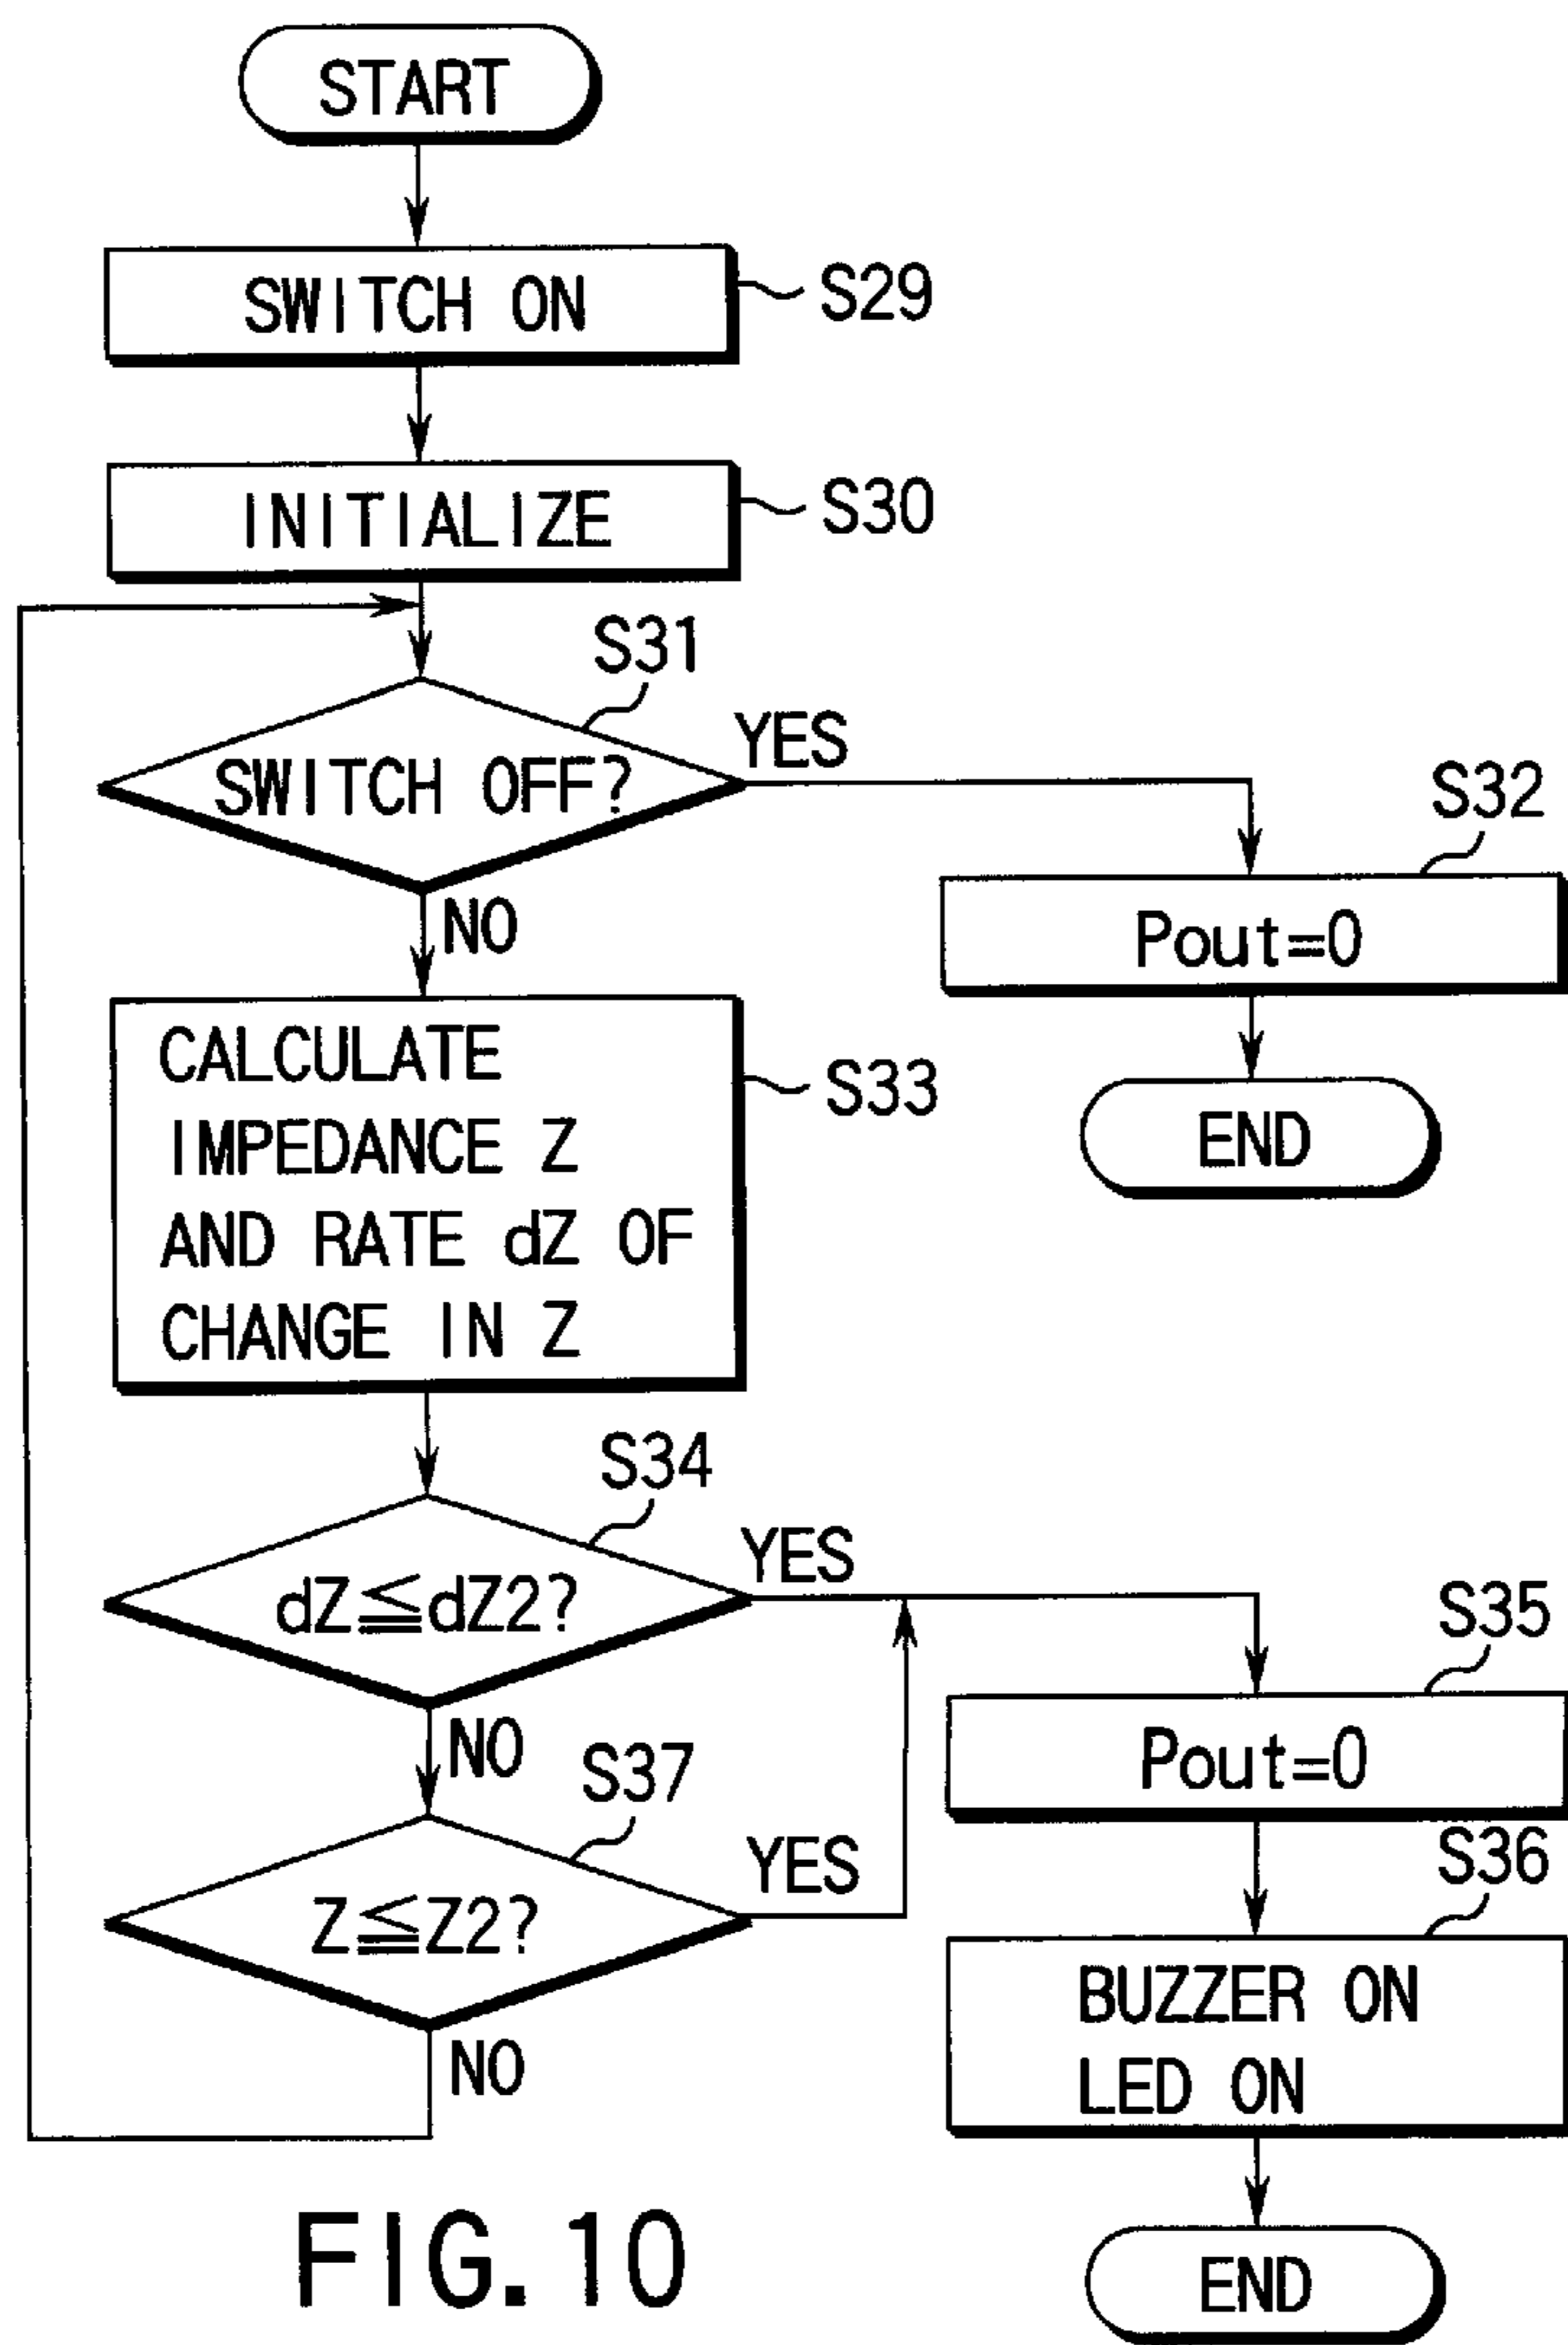 START
SWITCH ON
S29
INITIALIZE
S30
S31
SWITCH OFF?
YES
NO
S32
Pout=0
END
CALCULATE
IMPEDANCE Z
AND RATE dZ OF
CHANGE IN Z
S33
S34
dZ≦dZ2?
YES
NO
S35
Pout=0
S37
Z≦Z2?
YES
NO
S36
BUZZER ON
LED ON
END
FIG. 10